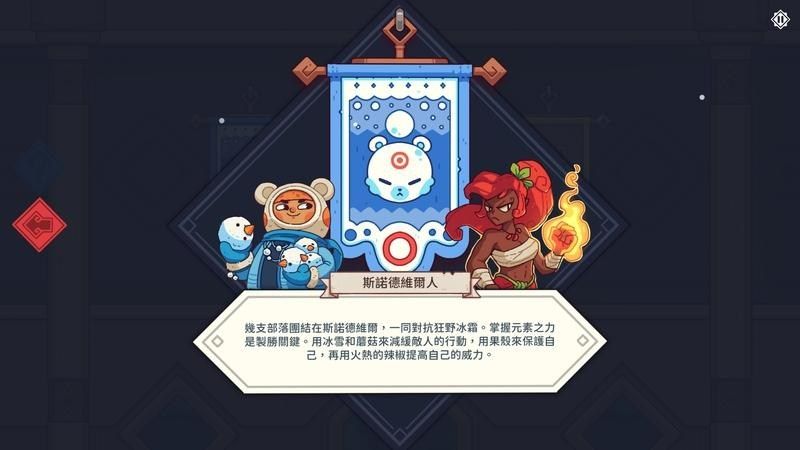 斯諾德維爾人
幾支部落團結在斯諾德維爾，一同對抗狂野冰霜。掌握元素之力
是製勝關鍵。用冰雪和蘑菇來減緩敵人的行動，用果殼來保護自
己，再用火熱的辣椒提高自己的威力。